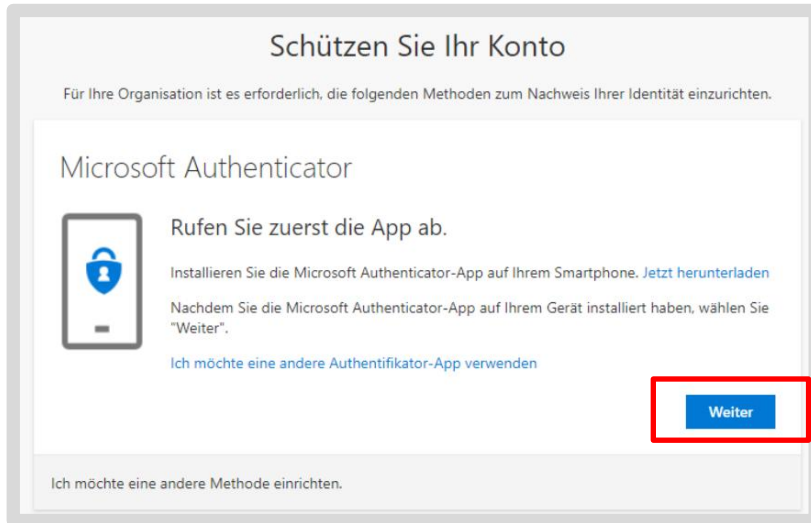 Schützen Sie Ihr Konto
Für Ihre Organisation ist es erforderlich, die folgenden Methoden zum Nachweis Ihrer Identität einzurichten.
Microsoft Authenticator
Rufen Sie zuerst die App ab.
Installieren Sie die Microsoft Authenticator-App auf Ihrem Smartphone. Jetzt herunterladen
Nachdem Sie die Microsoft Authenticator-App auf Ihrem Gerät installiert haben, wählen Sie
"Weiter".
Ich möchte eine andere Authentifikator-App verwenden
Weiter
Ich möchte eine andere Methode einrichten.